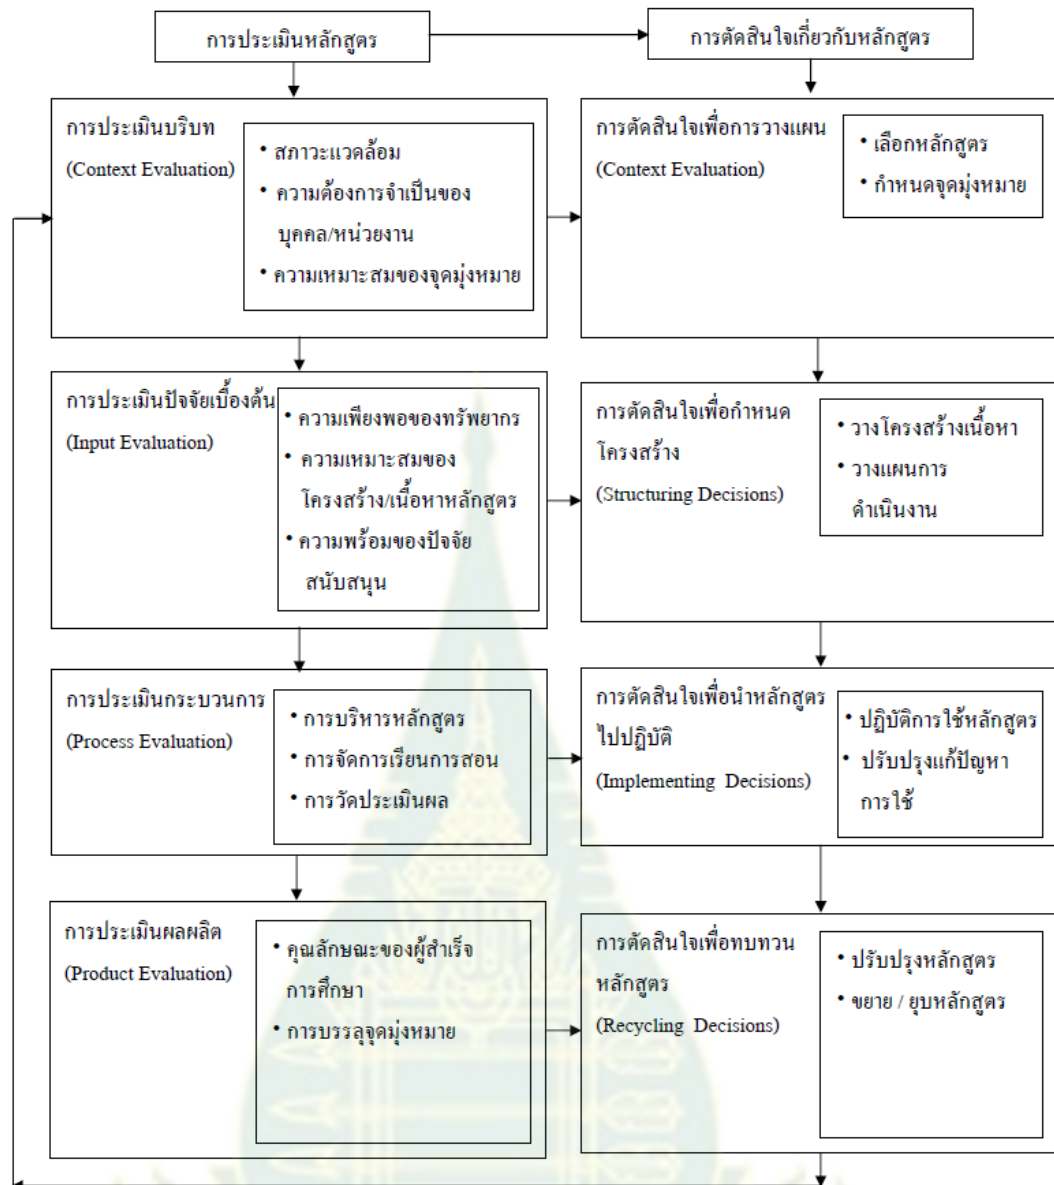 การประเมินหลักสูตร
การตัดสินใจเกี่ยวกับหลักสูตร
การประเมินบริบท
(Context Evaluation)
• สภาวะแวดล้อม
• ความต้องการจำเป็นของ
บุคคล/หน่วยงาน
• ความเหมาะสมของจุดมุ่งหมาย
การตัดสินใจเพื่อการวางแผน
(Context Evaluation)
• เลือกหลักสูตร
• กำหนดจุดมุ่งหมาย
การประเมินปัจจัยเบื้องต้น
(Input Evaluation)
• ความเพียงพอของทรัพยากร
• ความเหมาะสมของ
โครงสร้าง/เนื้อหาหลักสูตร
• ความพร้อมของปัจจัย
สนับสนุน
การตัดสินใจเพื่อกำหนด
โครงสร้าง
(Structuring Decisions)
• วางโครงสร้างเนื้อหา
• วางแผนการ
ดำเนินงาน
การประเมินกระบวนการ
(Process Evaluation)
• การบริหารหลักสูตร
• การจัดการเรียนการสอน
• การวัดประเมินผล
การตัดสินใจเพื่อนำหลักสูตร
ไปปฏิบัติ
(Implementing Decisions)
• ปฏิบัติการใช้หลักสูตร
• ปรับปรุงแก้ปัญหา
การใช้
การประเมินผลผลิต
(Product Evaluation)
• คุณลักษณะของผู้สำเร็จ
การศึกษา
• การบรรลุจุดมุ่งหมาย
การตัดสินใจเพื่อทบทวน
หลักสูตร
(Recycling Decisions)
• ปรับปรุงหลักสูตร
• ขยาย / ยุบหลักสูตร